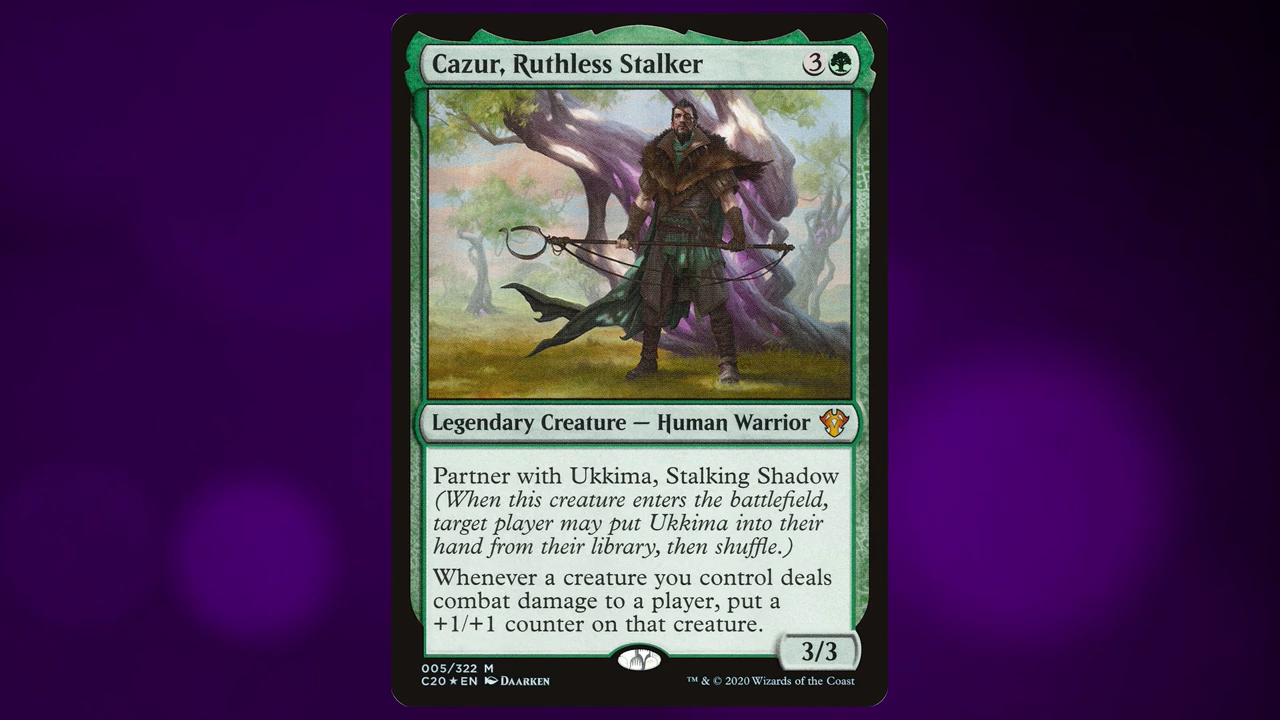 Cazur, Ruthless Stalker 3
Legendary Creature — Human Warrior
Partner with Ukkima, Stalking Shadow
(When this creature enters the battlefield,
target player may put Ukkima into their
hand from their library, then shuffle.)
Whenever a creature you control deals
combat damage to a player, put a
+1/+1 counter on that creature.
3/3
005/322 M
C20 ★ EN DAARKEN
™ & © 2020 Wizards of the Coast